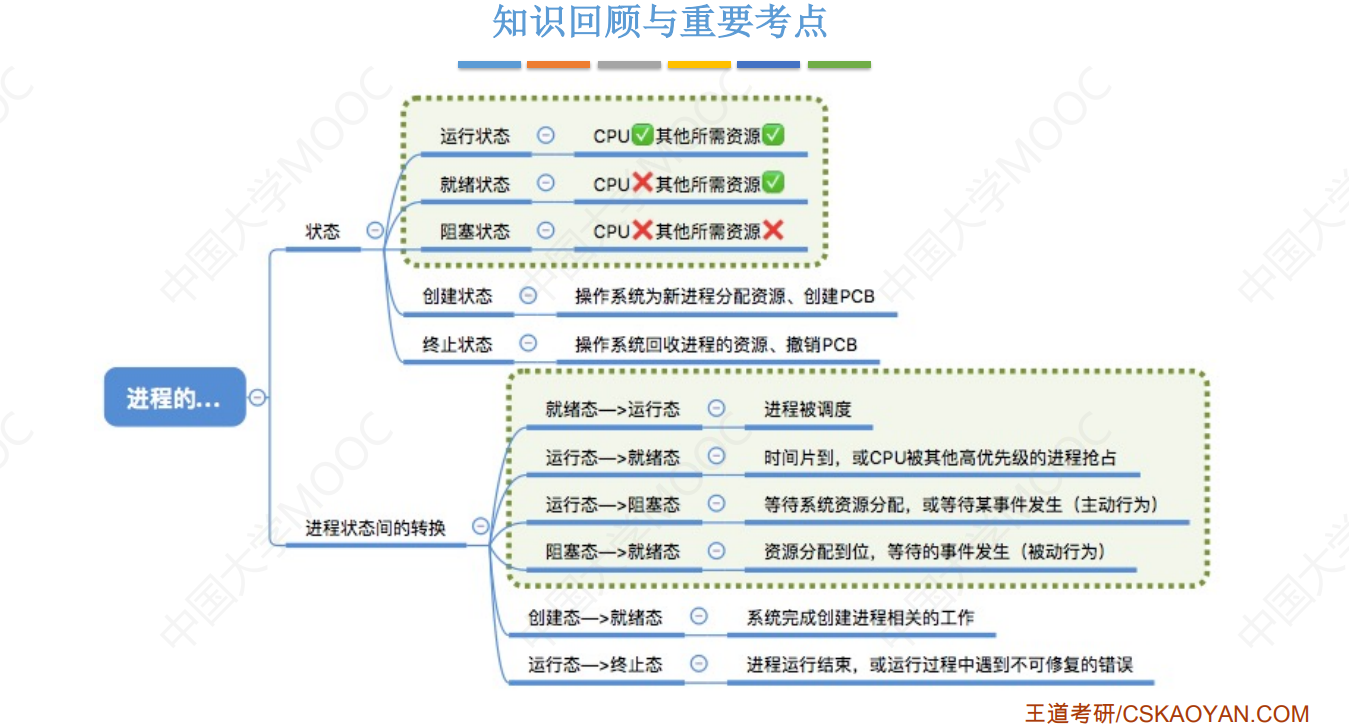 知识回顾与重要考点
运行状态 CPU✅其他所需资源✅
就绪状态 CPU❌其他所需资源✅
状态
阻塞状态 CPU❌其他所需资源❌
创建状态 操作系统为新进程分配资源、创建PCB
终止状态 操作系统回收进程的资源、撤销PCB
进程的...
就绪态—>运行态 进程被调度
运行态—>就绪态 时间片到，或CPU被其他高优先级的进程抢占
运行态—>阻塞态 等待系统资源分配，或等待某事件发生（主动行为）
进程状态间的转换
阻塞态—>就绪态 资源分配到位，等待的事件发生（被动行为）
创建态—>就绪态 系统完成创建进程相关的工作
运行态—>终止态 进程运行结束，或运行过程中遇到不可修复的错误
王道考研/CSKAOYAN.COM
中国大学MOOC